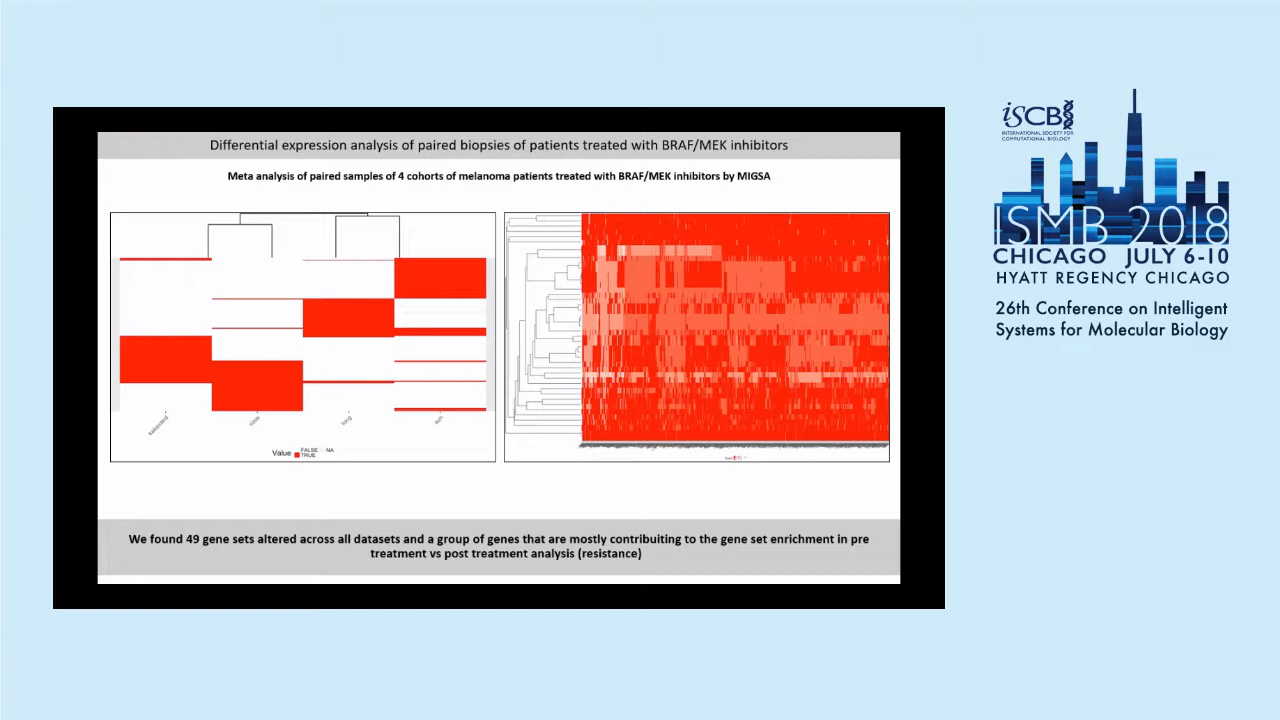 Differential expression analysis of paired biopsies of patients treated with BRAF/MEK inhibitors
Meta analysis of paired samples of 4 cohorts of melanoma patients treated with BRAF/MEK inhibitors by MIGSA
rizos
long
sun
Value
FALSE
NA
TRUE
We found 49 gene sets altered across all datasets and a group of genes that are mostly contribuiting to the gene set enrichment in pre
treatment vs post treatment analysis (resistance)
iSCB
INTERNATIONAL SOCIETY FOR
COMPUTATIONAL BIOLOGY
ISMB 2018
CHICAGO JULY 6-10
HYATT REGENCY CHICAGO
26th Conference on Intelligent
Systems for Molecular Biology